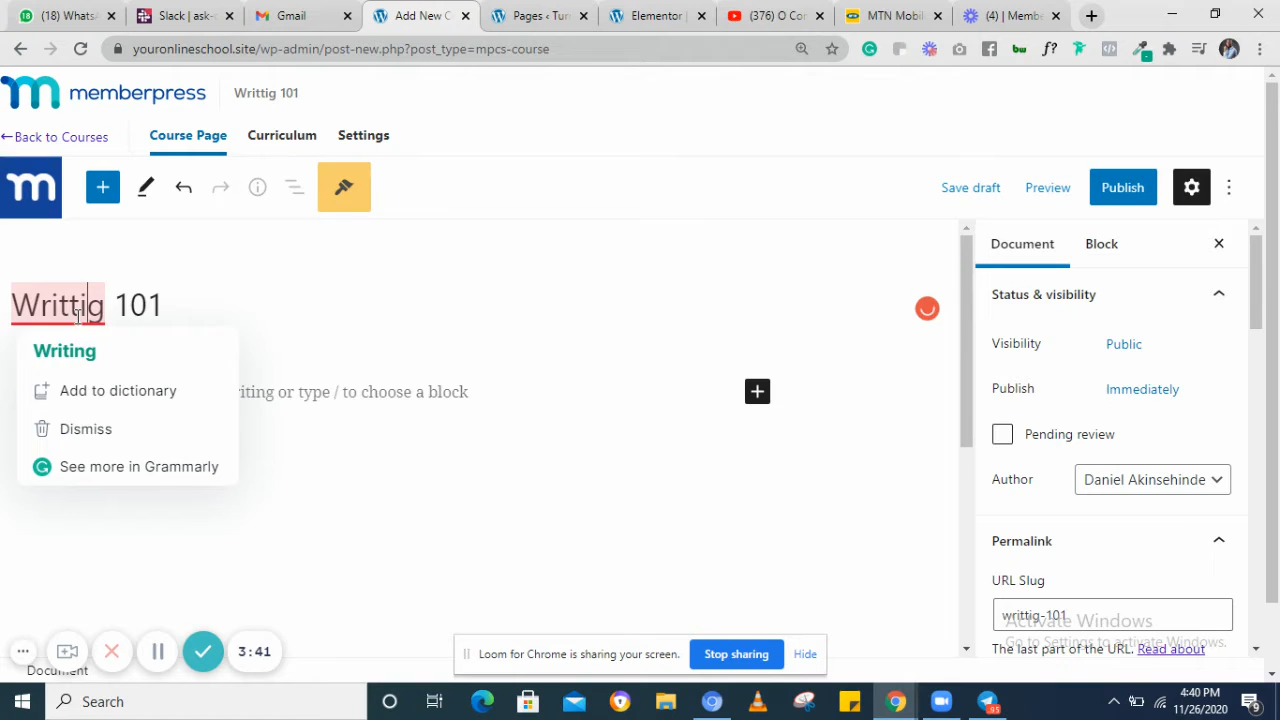 (18) WhatsA
Slack | ask-c
Gmail
Add New C
Pages ‹ Tur
Elementor |
(376) O Cor
MTN Mobil
(4) | Membe
youronlineschool.site/wp-admin/post-new.php?post_type=mpcs-course
memberpress
Writtig 101
←Back to Courses
Course Page
Curriculum
Settings
Save draft
Preview
Publish
Document
Block
Status & visibility
Visibility
Public
Publish
Immediately
Pending review
Author
Daniel Akinsehinde
Permalink
URL Slug
writtig-101
The last part of the URL. Read about
Writtig 101
riting or type / to choose a block
Writing
Add to dictionary
Dismiss
See more in Grammarly
Activate Windows
Go to Settings to activate Windows.
3:41
Loom for Chrome is sharing your screen.
Stop sharing
Hide
Document
Search
95
4:40 PM
11/26/2020
9